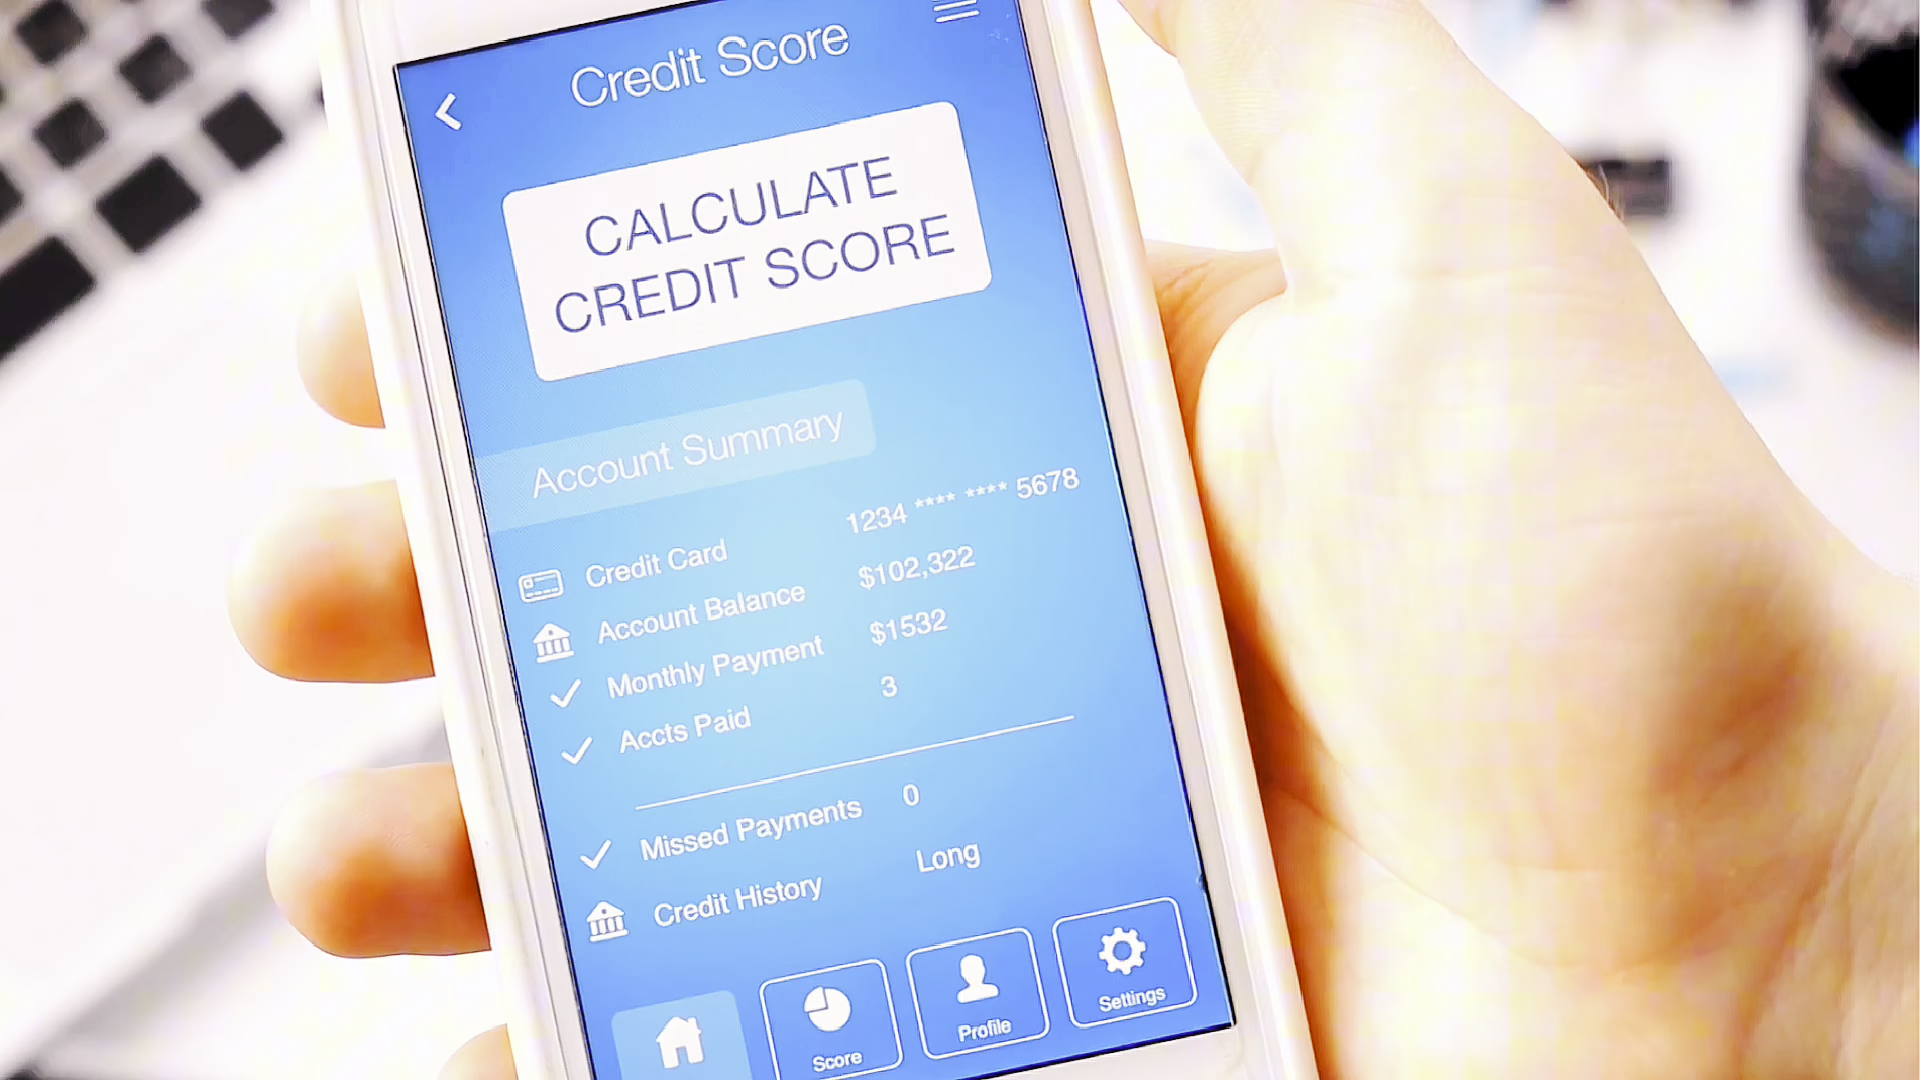 Credit Score
CALCULATE
CREDIT SCORE
Account Summary
Credit Card 1234 **** **** 5678
Account Balance $102,322
Monthly Payment $1532
Accts Paid 3
Missed Payments 0
Credit History Long
Score
Profile
Settings